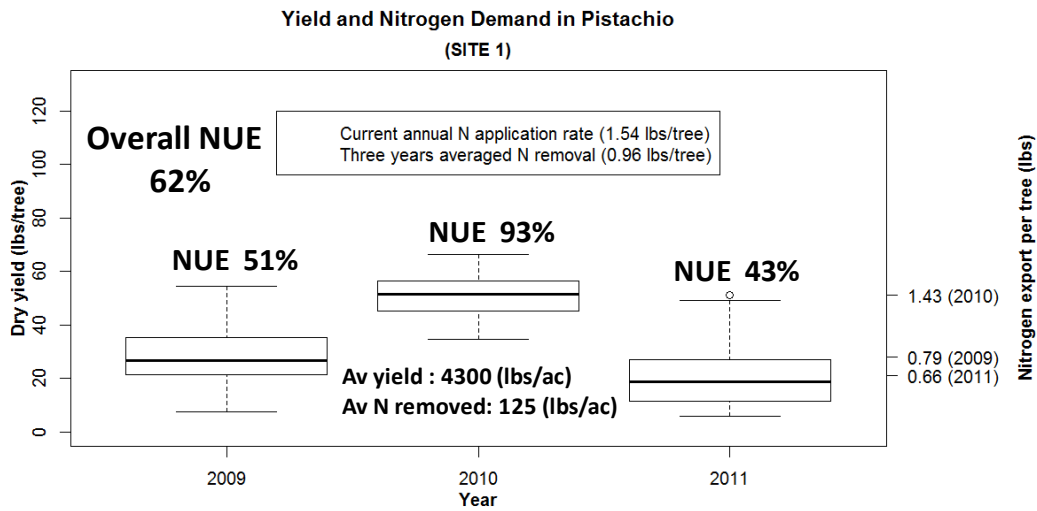 Yield and Nitrogen Demand in Pistachio
(SITE 1)
Overall NUE
62%
Current annual N application rate (1.54 lbs/tree)
Three years averaged N removal (0.96 lbs/tree)
NUE  51%
NUE  93%
NUE  43%
Av yield : 4300 (lbs/ac)
Av N removed: 125 (lbs/ac)
Dry yield (lbs/tree)
120
100
80
60
40
20
0
1.43 (2010)
0.79 (2009)
0.66 (2011)
Nitrogen export per tree (lbs)
2009
2010
2011
Year